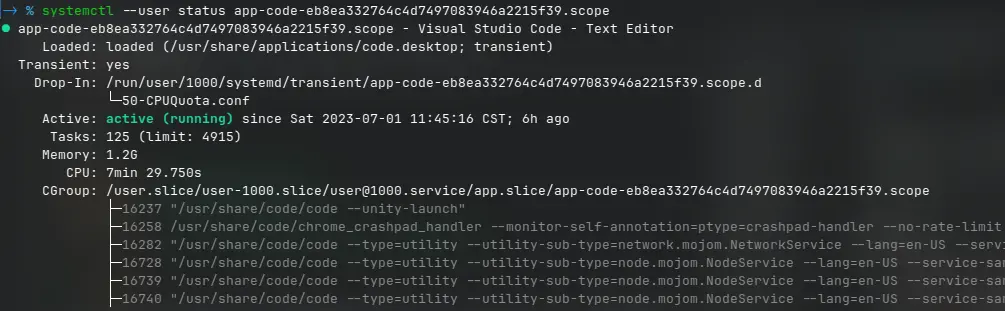 ~> % systemctl --user status app-code-eb8ea332764c4d7497083946a2215f39.scope
● app-code-eb8ea332764c4d7497083946a2215f39.scope - Visual Studio Code - Text Editor
Loaded: loaded (/usr/share/applications/code.desktop; transient)
Transient: yes
Drop-In: /run/user/1000/systemd/transient/app-code-eb8ea332764c4d7497083946a2215f39.scope.d
└─50-CPUQuota.conf
Active: active (running) since Sat 2023-07-01 11:45:16 CST; 6h ago
Tasks: 125 (limit: 4915)
Memory: 1.2G
CPU: 7min 29.750s
CGroup: /user.slice/user-1000.slice/user@1000.service/app.slice/app-code-eb8ea332764c4d7497083946a2215f39.scope
├─16237 "/usr/share/code/code --unity-launch"
├─16258 /usr/share/code/chrome_crashpad_handler --monitor-self-annotation=ptype=crashpad-handler --no-rate-limit
├─16282 "/usr/share/code/code --type=utility --utility-sub-type=network.mojom.NetworkService --lang=en-US --serv
├─16728 "/usr/share/code/code --type=utility --utility-sub-type=node.mojom.NodeService --lang=en-US --service-sa
├─16739 "/usr/share/code/code --type=utility --utility-sub-type=node.mojom.NodeService --lang=en-US --service-sa
├─16740 "/usr/share/code/code --type=utility --utility-sub-type=node.mojom.NodeService --lang=en-US --service-sa